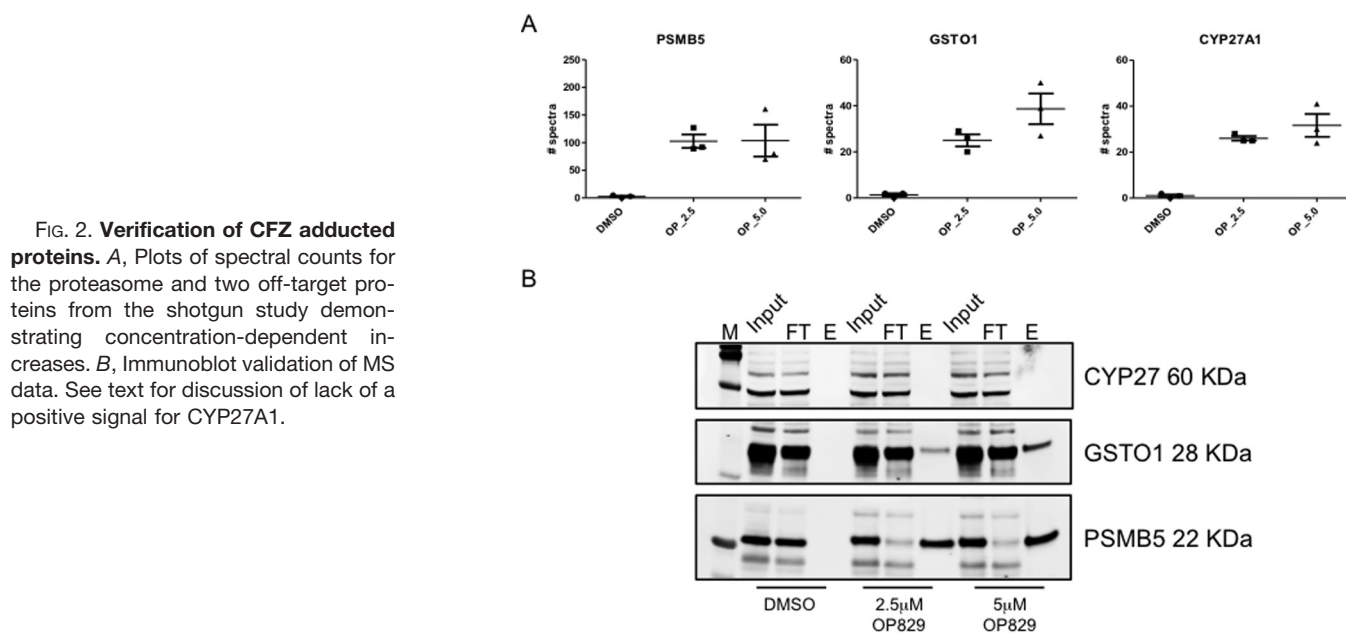 FIG. 2. Verification of CFZ adducted
proteins. A, Plots of spectral counts for
the proteasome and two off-target pro-
teins from the shotgun study demon-
strating concentration-dependent in-
creases. B, Immunoblot validation of MS
data. See text for discussion of lack of a
positive signal for CYP27A1.
A
PSMB5
# spectra
250
200
150
100
50
0
DMSO
OP_2.5
OP_5.0
GSTO1
# spectra
60
40
20
0
DMSO
OP_2.5
OP_5.0
CYP27A1
# spectra
60
40
20
0
DMSO
OP_2.5
OP_5.0
B
M Input FT E Input FT E Input FT E
CYP27 60 KDa
GSTO1 28 KDa
PSMB5 22 KDa
DMSO
2.5µM
OP829
5µM
OP829